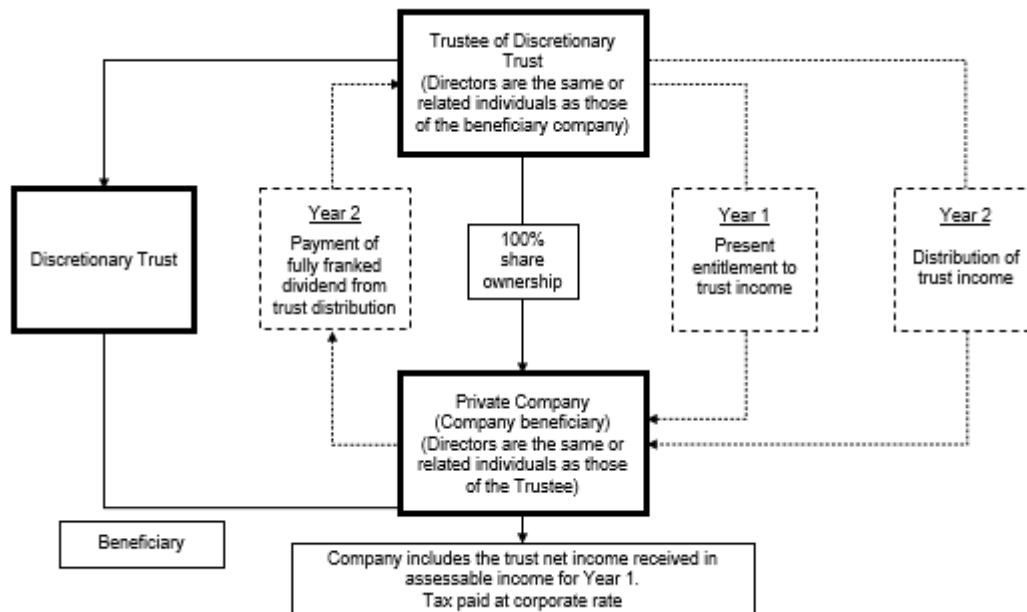 Trustee of Discretionary
Trust
(Directors are the same or
related individuals as those
of the beneficiary company)
Discretionary Trust
Year 2
Payment of
fully franked
dividend from
trust distribution
100%
share
ownership
Year 1
Present
entitlement to
trust income
Year 2
Distribution of
trust income
Private Company
(Company beneficiary)
(Directors are the same or
related individuals as those
of the Trustee)
Beneficiary
Company includes the trust net income received in
assessable income for Year 1.
Tax paid at corporate rate